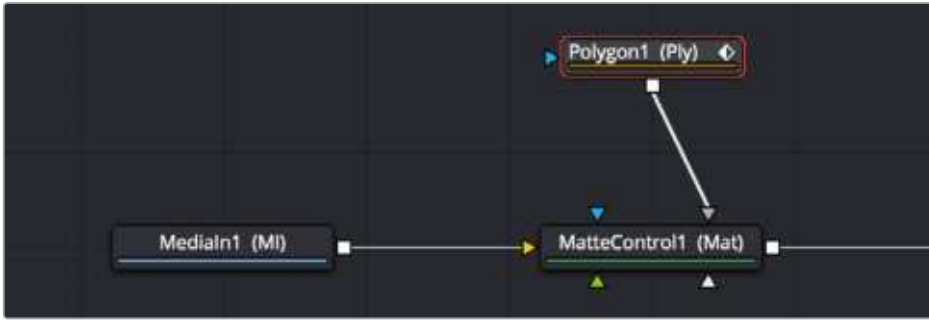 Polygon1 (Ply)
MediaIn1 (MI)
MatteControl1 (Mat)